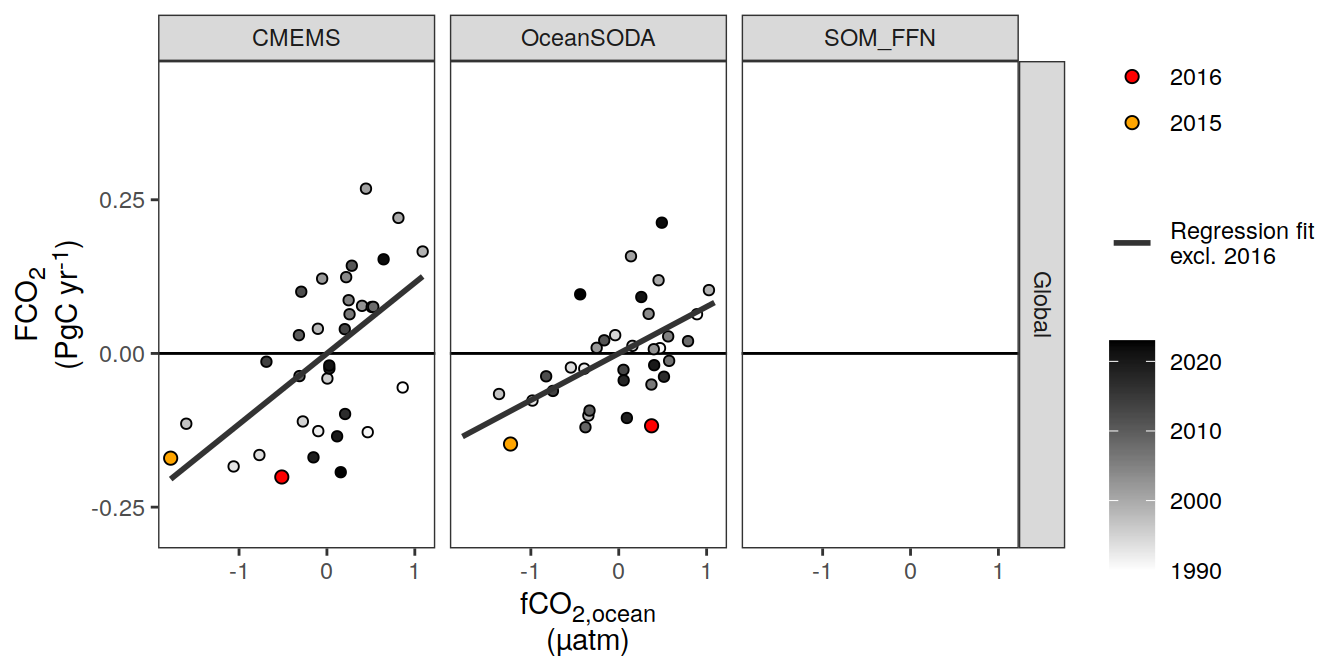 CMEMS
OceanSODA
SOM_FFN
Global
FCO2
(PgC yr-1)
0.25
0.00
-0.25
-1
0
1
-1
0
1
-1
0
1
fCO2,ocean
(µatm)
2016
2015
Regression fit
excl. 2016
2020
2010
2000
1990